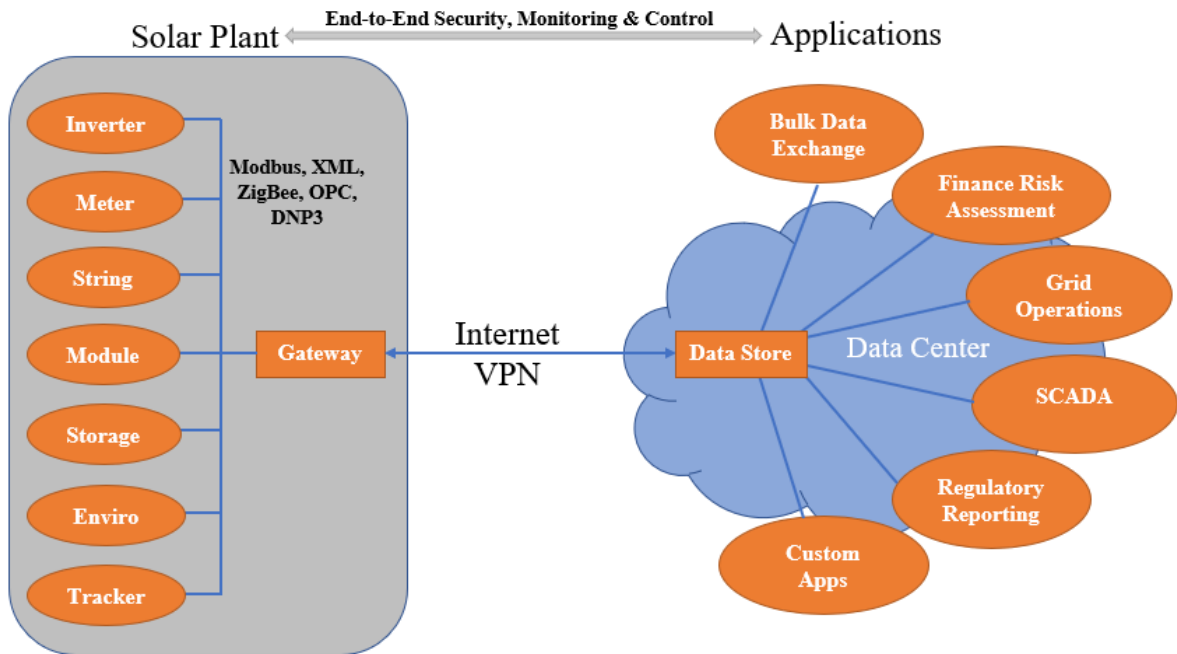 End-to-End Security, Monitoring & Control
Solar Plant
Applications
Inverter
Meter
String
Module
Storage
Enviro
Tracker
Modbus, XML,
ZigBee, OPC,
DNP3
Gateway
Internet
VPN
Data Store
Data Center
Bulk Data
Exchange
Finance Risk
Assessment
Grid
Operations
SCADA
Regulatory
Reporting
Custom
Apps